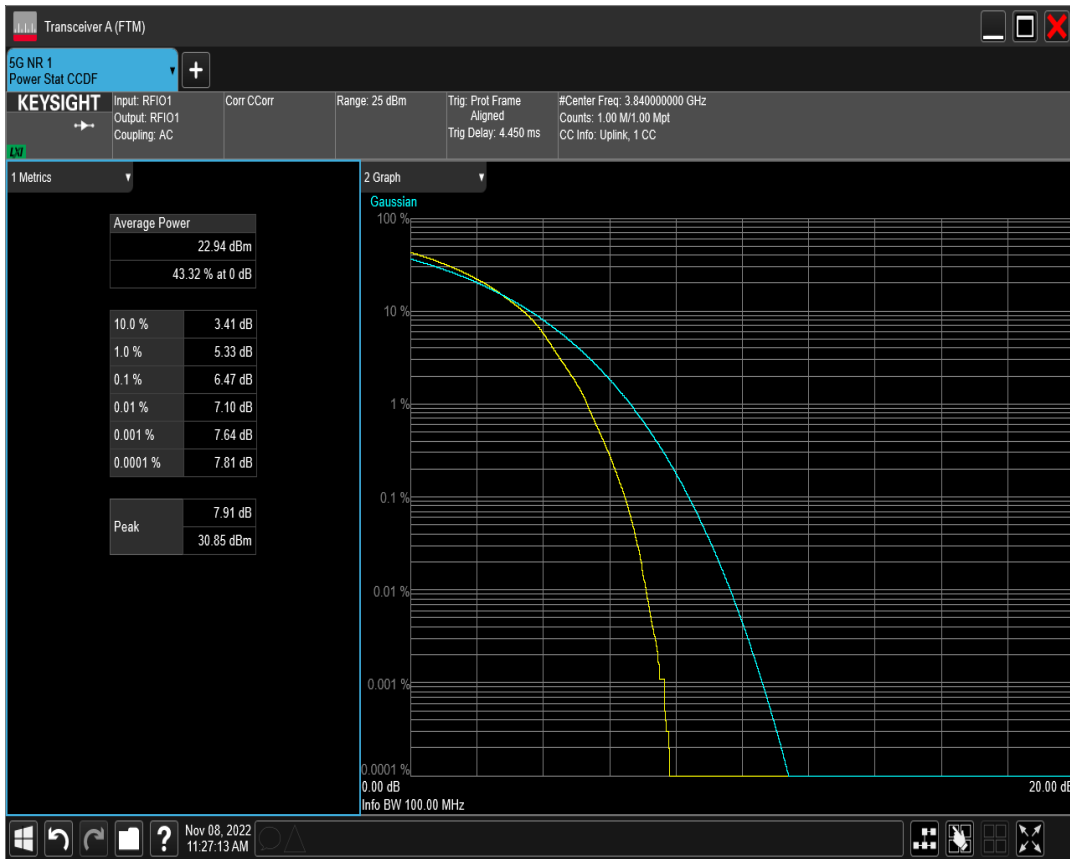 Transceiver A (FTM)
5G NR 1
Power Stat CCDF
KEYSIGHT
LXI
Input: RFIO1
Output: RFIO1
Coupling: AC
Corr CCorr
Range: 25 dBm
Trig: Prot Frame
Aligned
Trig Delay: 4.450 ms
#Center Freq: 3.840000000 GHz
Counts: 1.00 M/1.00 Mpt
CC Info: Uplink, 1 CC
1 Metrics
Average Power
22.94 dBm
43.32 % at 0 dB
10.0 % 3.41 dB
1.0 % 5.33 dB
0.1 % 6.47 dB
0.01 % 7.10 dB
0.001 % 7.64 dB
0.0001 % 7.81 dB
Peak 7.91 dB
30.85 dBm
2 Graph
Gaussian
100 %
10 %
1 %
0.1 %
0.01 %
0.001 %
0.0001 %
0.00 dB 20.00 dB
Info BW 100.00 MHz
?
Nov 08, 2022
11:27:13 AM